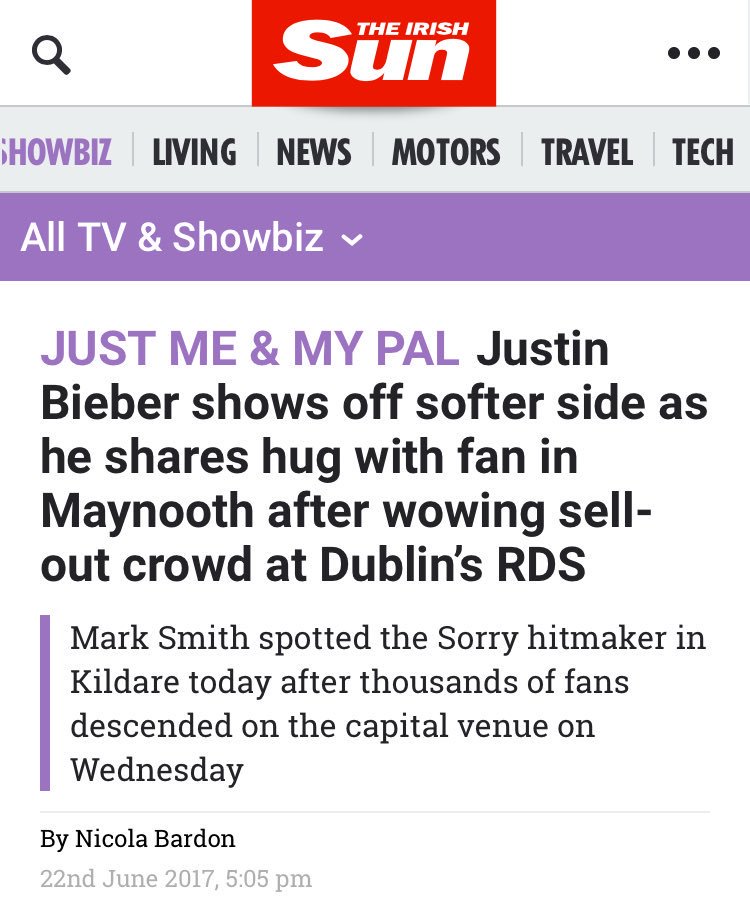 THE IRISH
Sun
SHOWBIZ LIVING NEWS MOTORS TRAVEL TECH
All TV & Showbiz
JUST ME & MY PAL Justin
Bieber shows off softer side as
he shares hug with fan in
Maynooth after wowing sell-
out crowd at Dublin's RDS
Mark Smith spotted the Sorry hitmaker in
Kildare today after thousands of fans
descended on the capital venue on
Wednesday
By Nicola Bardon
22nd June 2017, 5:05 pm